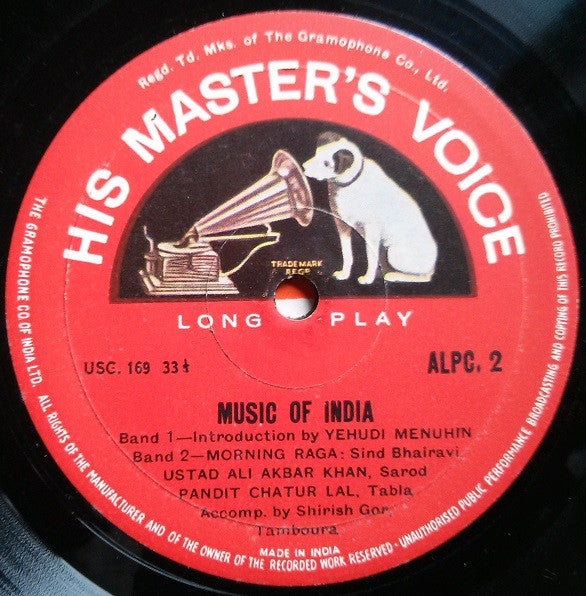 Regd. Td. Mks. of The Gramophone Co., Ltd.
HIS MASTER'S VOICE
TRADEMARK
REGD
LONG PLAY
USC. 169 33⅓
ALPC. 2
MUSIC OF INDIA
Band 1—Introduction by YEHUDI MENUHIN
Band 2—MORNING RAGA: Sind Bhairavi
USTAD ALI AKBAR KHAN, Sarod
PANDIT CHATUR LAL, Tabla
Accomp. by Shirish Gor,
Tamboura
MADE IN INDIA
THE GRAMOPHONE CO. OF INDIA LTD. ALL RIGHTS OF THE MANUFACTURER AND OF THE OWNER OF THE RECORDED WORK RESERVED - UNAUTHORISED PUBLIC PERFORMANCE BROADCASTING AND COPYING OF THIS RECORD PROHIBITED